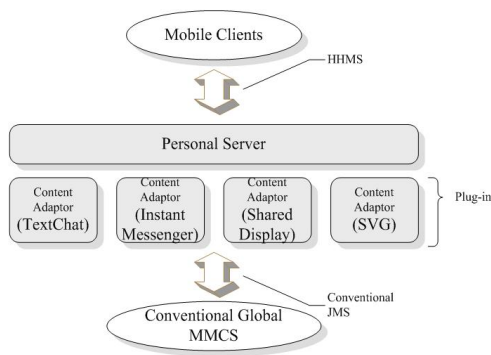 Mobile Clients
HHMS
Personal Server
Content
Adaptor
(TextChat)
Content
Adaptor
(Instant
Messenger)
Content
Adaptor
(Shared
Display)
Content
Adaptor
(SVG)
Plug-in
Conventional
JMS
Conventional Global
MMCS